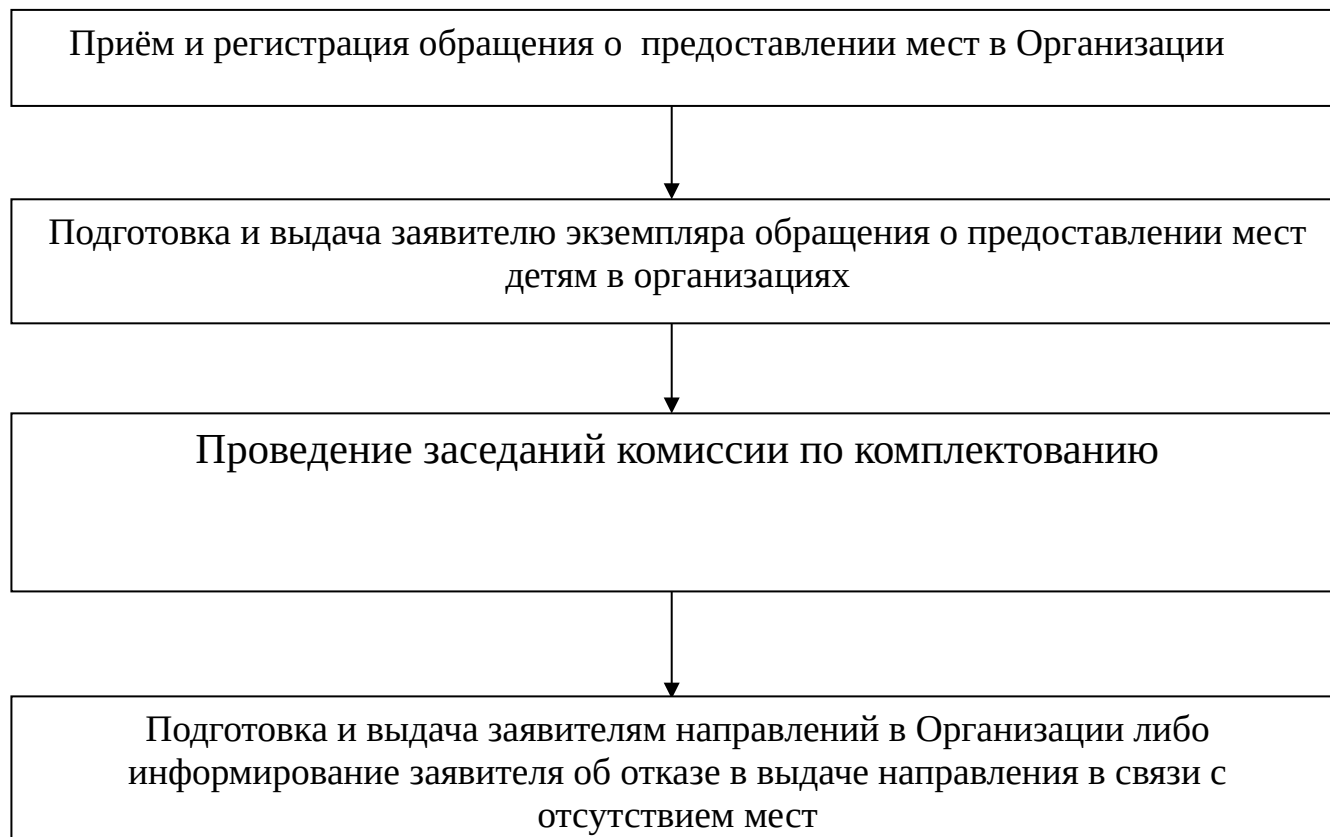 Приём и регистрация обращения о  предоставлении мест в Организации
Подготовка и выдача заявителю экземпляра обращения о предоставлении мест
детям в организациях
Проведение заседаний комиссии по комплектованию
Подготовка и выдача заявителям направлений в Организации либо
информирование заявителя об отказе в выдаче направления в связи с
отсутствием мест